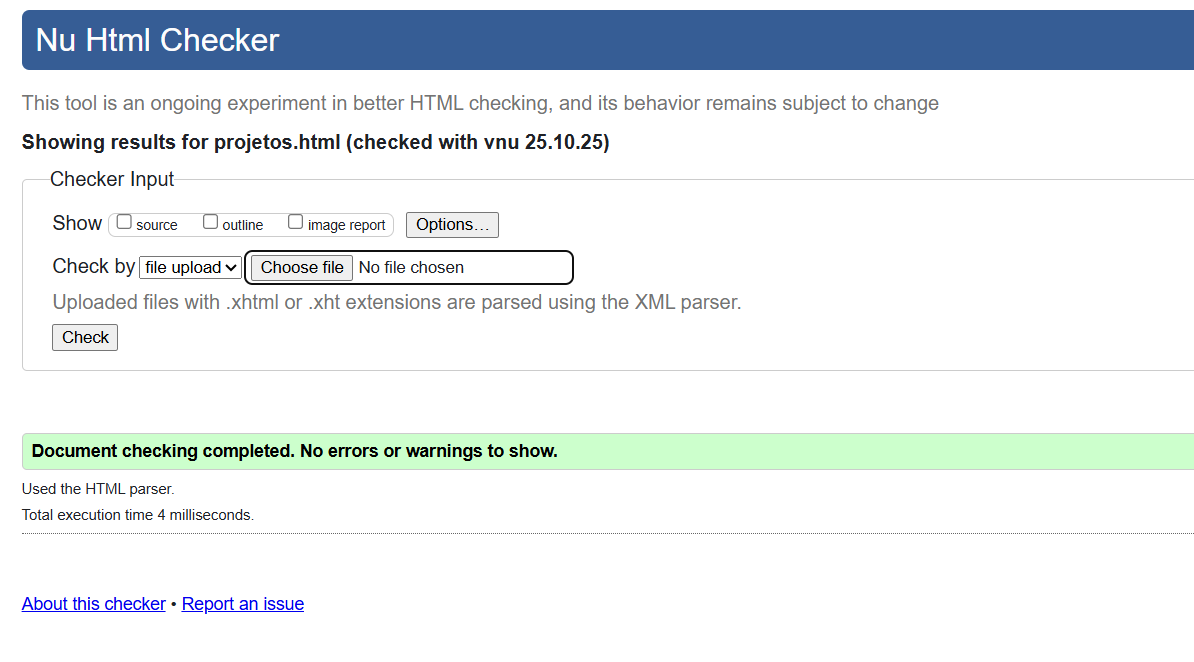 Nu Html Checker
This tool is an ongoing experiment in better HTML checking, and its behavior remains subject to change
Showing results for projetos.html (checked with vnu 25.10.25)
Checker Input
Show source outline image report Options…
Check by file upload Choose file No file chosen
Uploaded files with .xhtml or .xht extensions are parsed using the XML parser.
Check
Document checking completed. No errors or warnings to show.
Used the HTML parser.
Total execution time 4 milliseconds.
About this checker • Report an issue